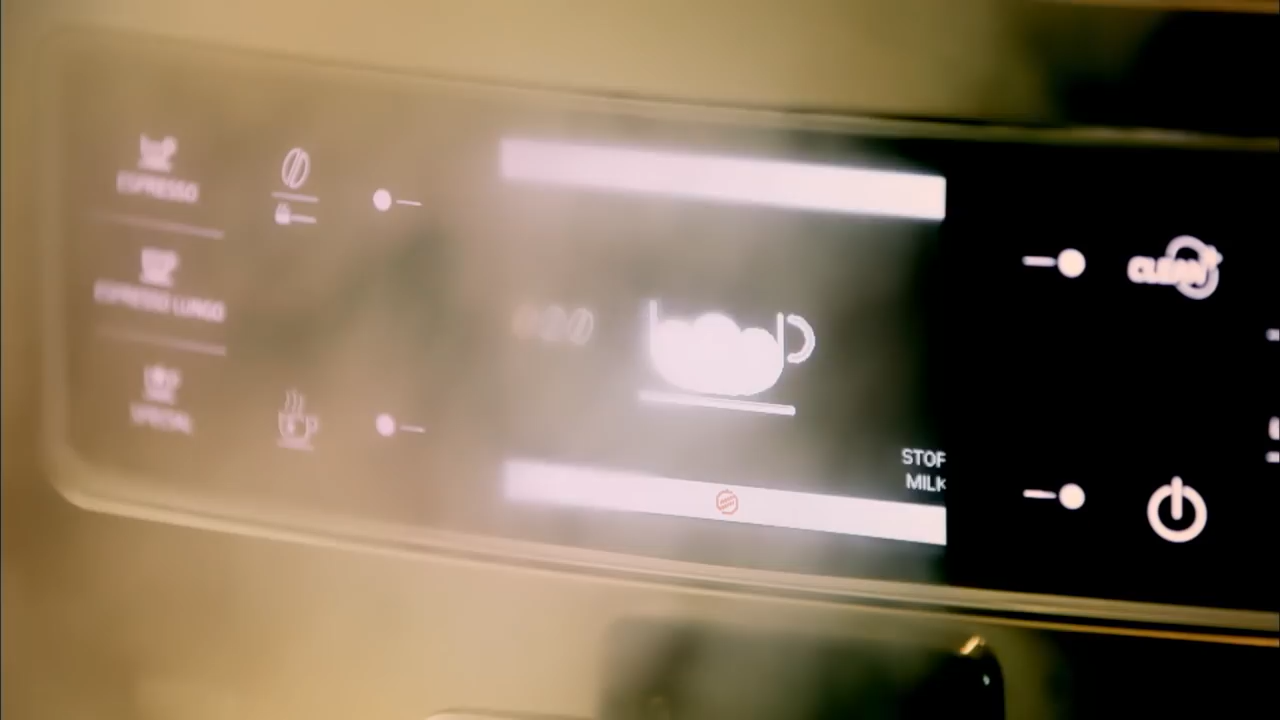 ESPRESSO
ESPRESSO LUNGO
SPECIAL
STOP
MILK
CLEAN